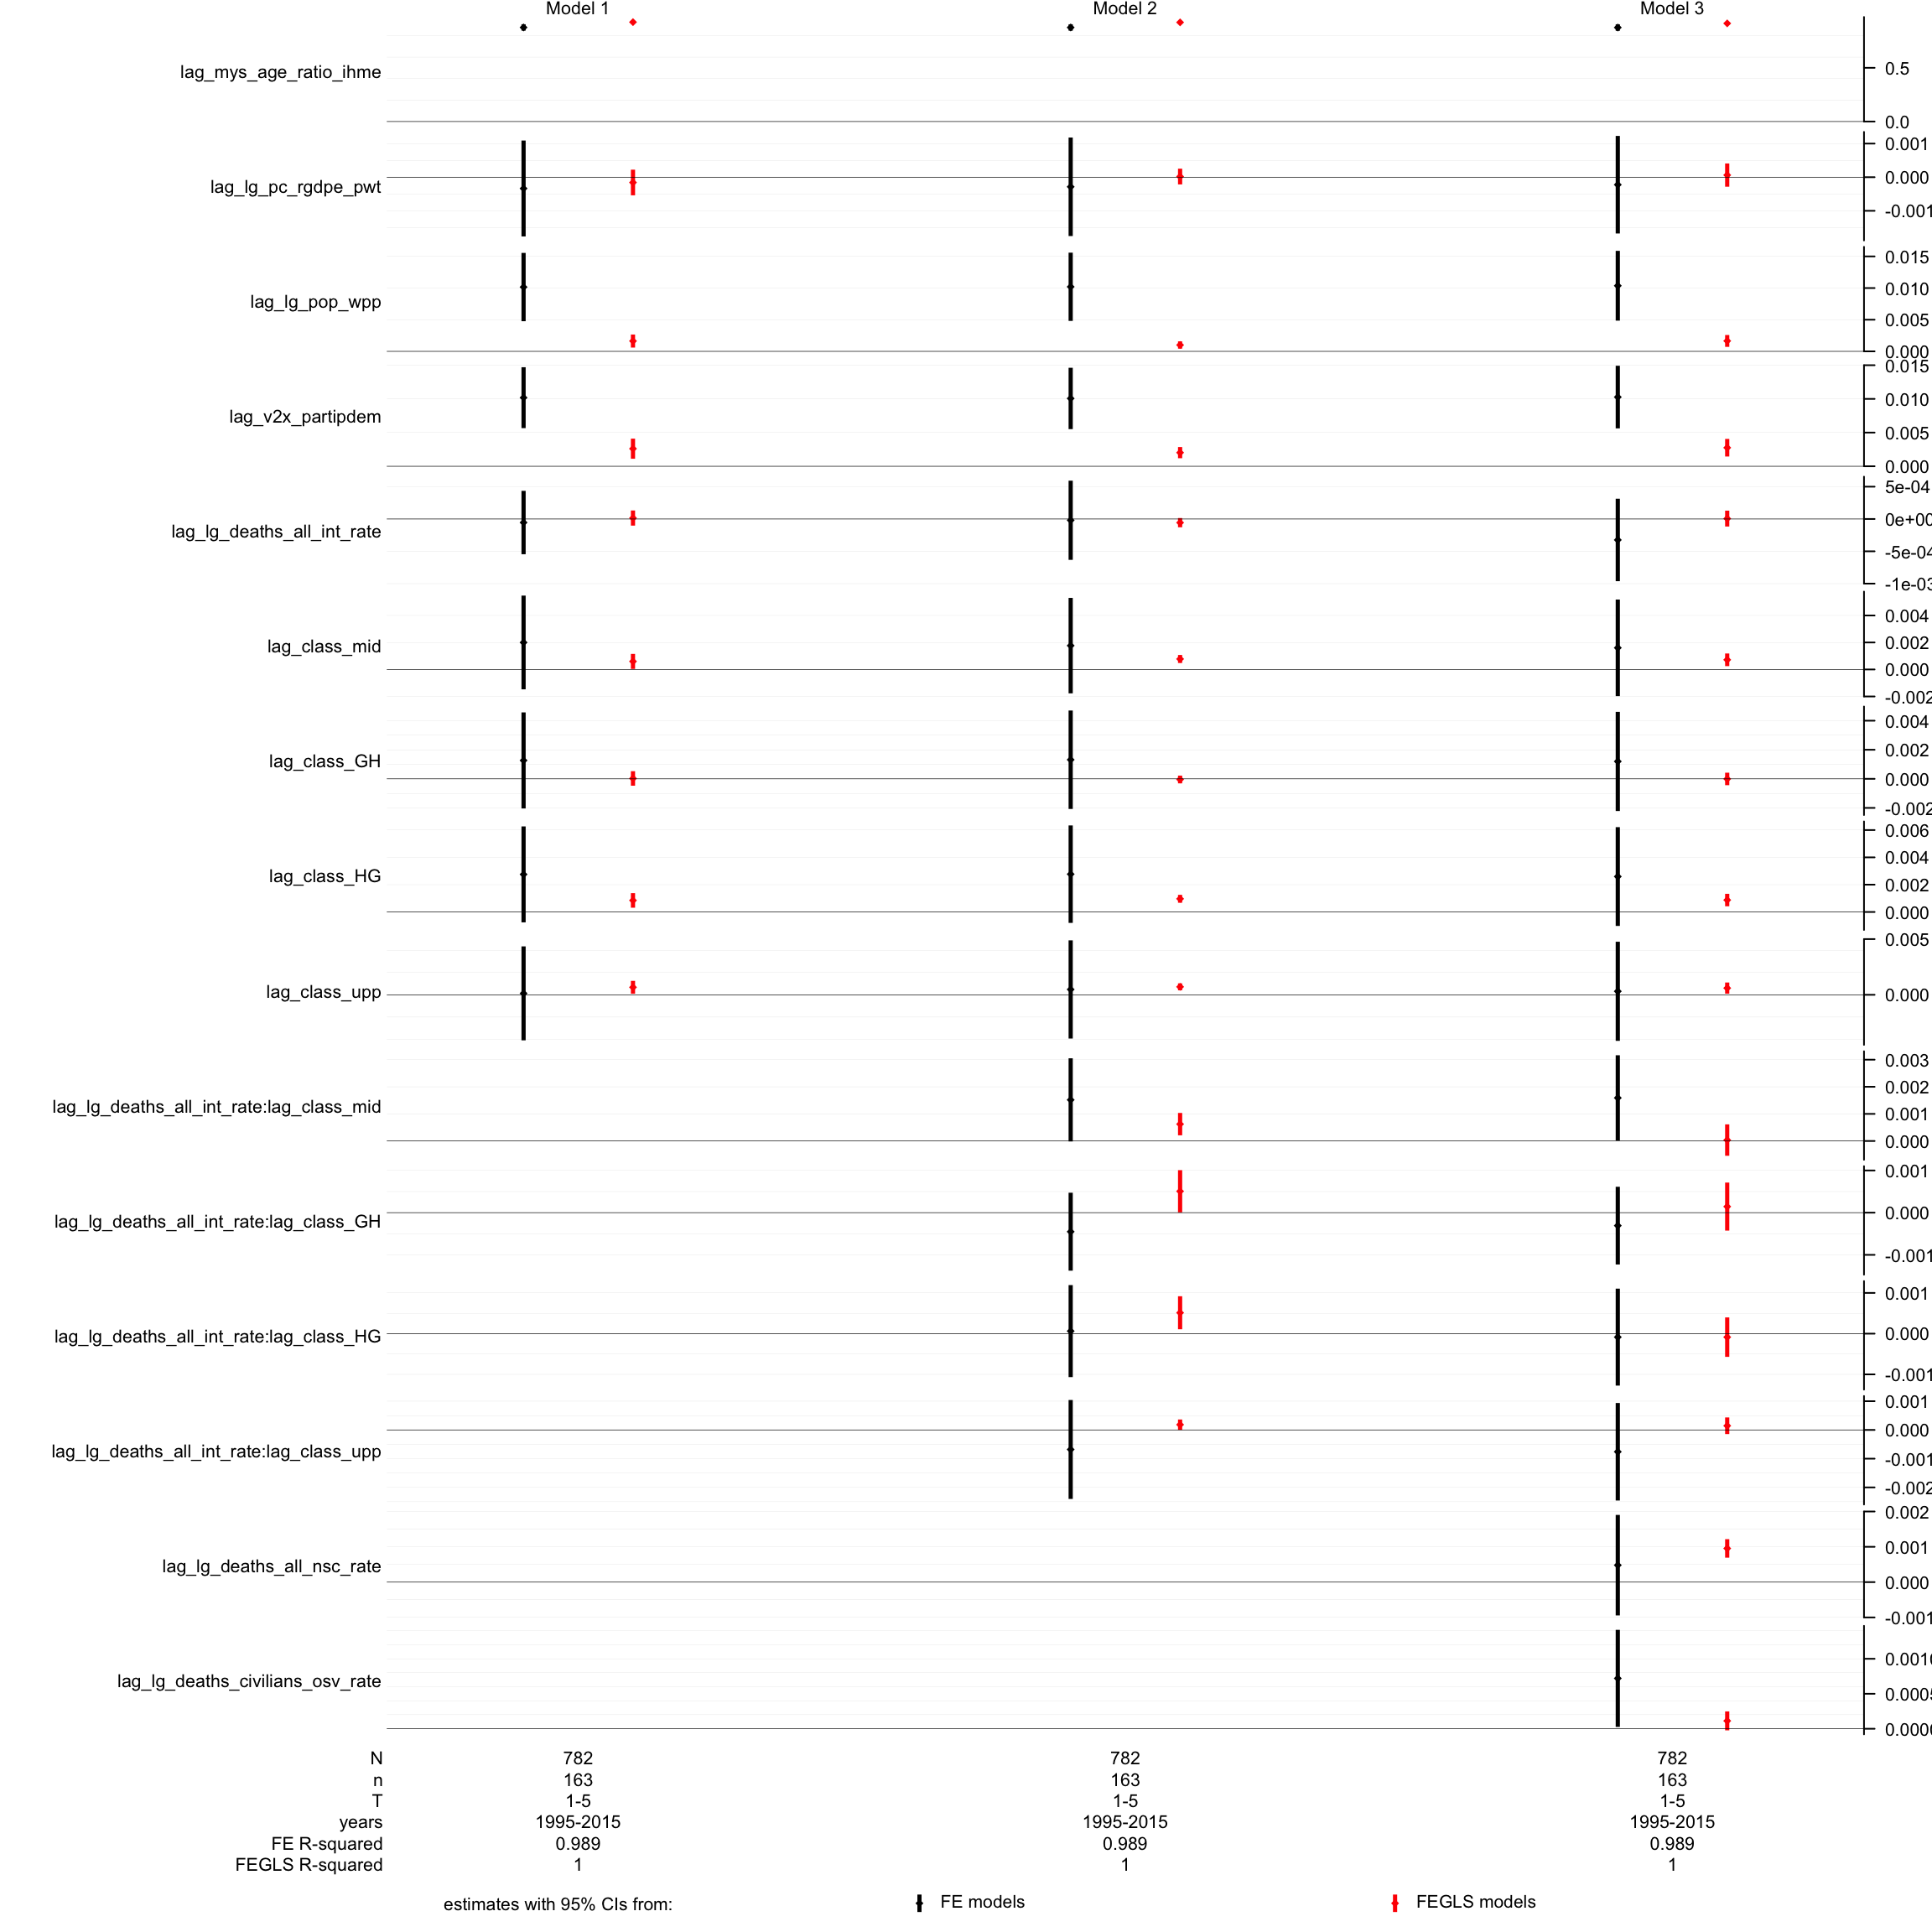 Model 1 Model 2 Model 3
lag_mys_age_ratio_ihme
0.5
0.0
lag_lg_pc_rgdpe_pwt
0.001
0.000
-0.001
lag_lg_pop_wpp
0.015
0.010
0.005
0.000
lag_v2x_partipdem
0.015
0.010
0.005
0.000
lag_lg_deaths_all_int_rate
5e-04
0e+00
-5e-04
-1e-03
lag_class_mid
0.004
0.002
0.000
-0.002
lag_class_GH
0.004
0.002
0.000
-0.002
lag_class_HG
0.006
0.004
0.002
0.000
lag_class_upp
0.005
0.000
lag_lg_deaths_all_int_rate:lag_class_mid
0.003
0.002
0.001
0.000
lag_lg_deaths_all_int_rate:lag_class_GH
0.001
0.000
-0.001
lag_lg_deaths_all_int_rate:lag_class_HG
0.001
0.000
-0.001
lag_lg_deaths_all_int_rate:lag_class_upp
0.001
0.000
-0.001
-0.002
lag_lg_deaths_all_nsc_rate
0.002
0.001
0.000
-0.001
lag_lg_deaths_civilians_osv_rate
N 782 782 782
n 163 163 163
T 1-5 1-5 1-5
years 1995-2015 1995-2015 1995-2015
FE R-squared 0.989 0.989 0.989
FEGLS R-squared 1 1 1
estimates with 95% CIs from: FE models FEGLS models